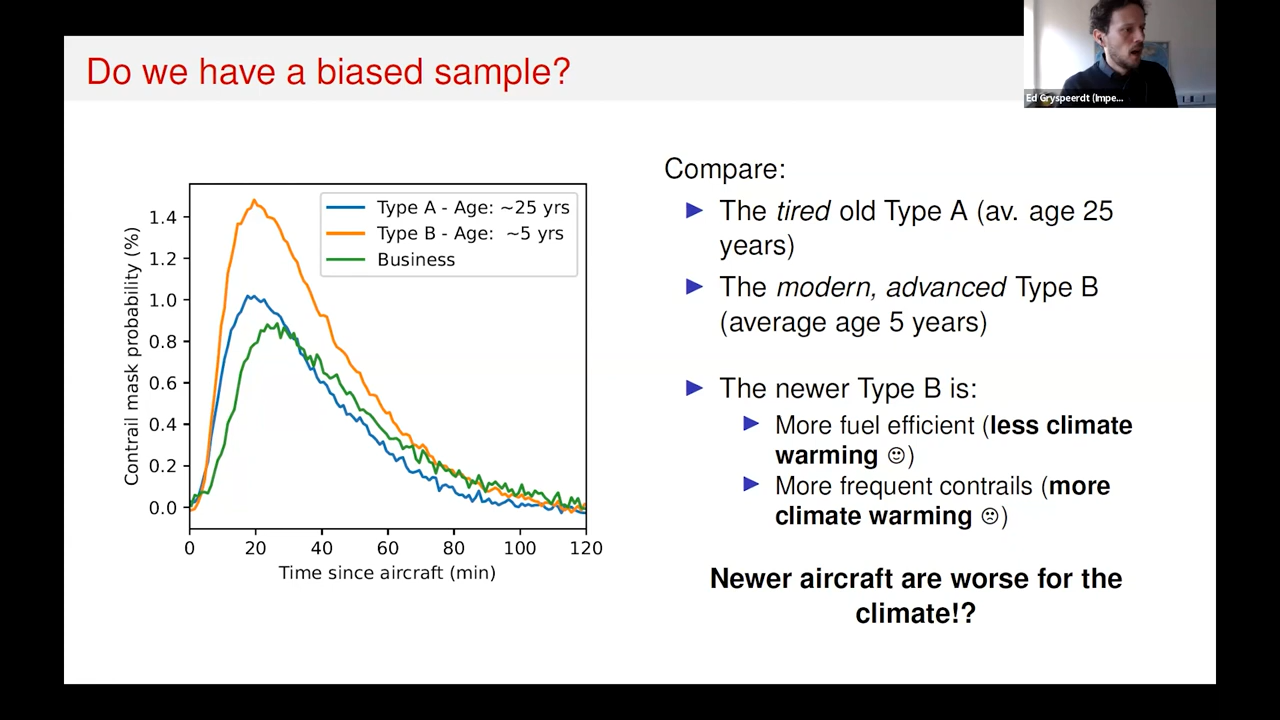 Do we have a biased sample?
Ed Gryspeerdt (Impe...
Compare:
▶ The tired old Type A (av. age 25
years)
▶ The modern, advanced Type B
(average age 5 years)
▶ The newer Type B is:
▶ More fuel efficient (less climate
warming ☺)
▶ More frequent contrails (more
climate warming ☹)
Newer aircraft are worse for the
climate!?
Type A - Age: ~25 yrs
Type B - Age: ~5 yrs
Business
Contrail mask probability (%)
1.4
1.2
1.0
0.8
0.6
0.4
0.2
0.0
0 20 40 60 80 100 120
Time since aircraft (min)